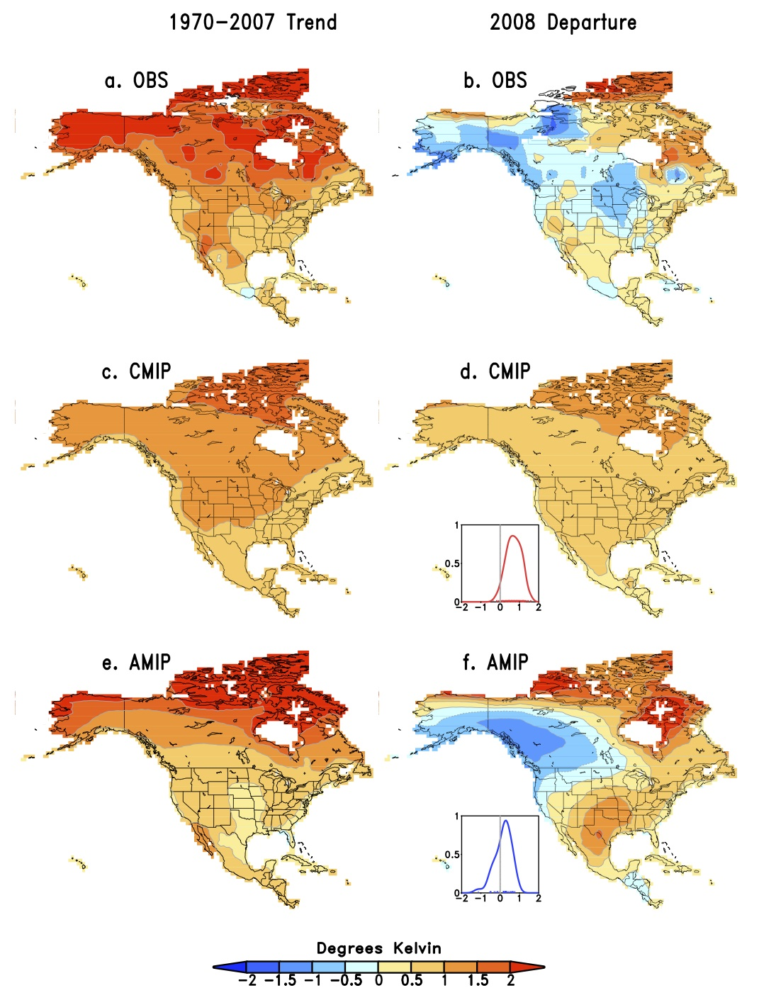 1970-2007 Trend 2008 Departure
a. OBS b. OBS
c. CMIP d. CMIP
1
0.5
0
-2 -1 0 1 2
e. AMIP f. AMIP
1
0.5
0
-2 -1 0 1 2
Degrees Kelvin
-2 -1.5 -1 -0.5 0 0.5 1 1.5 2